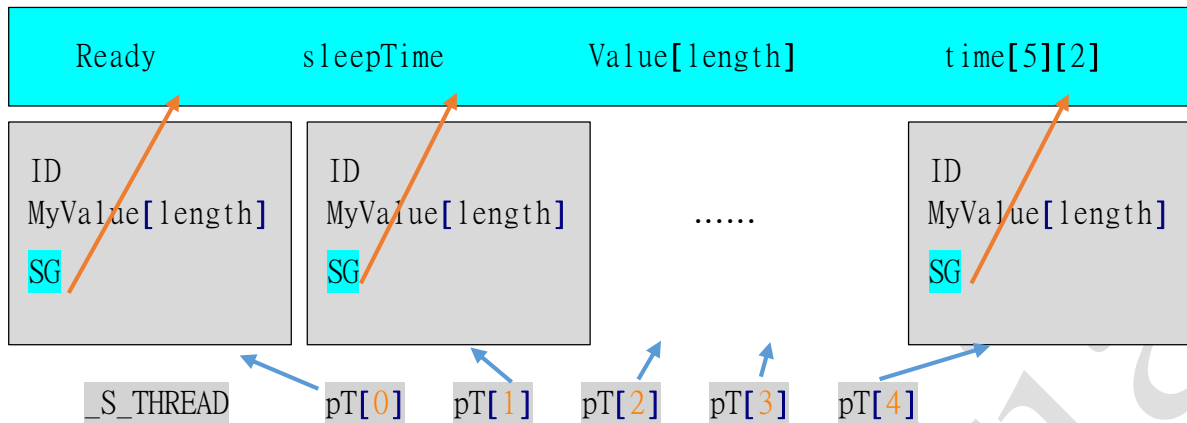 Ready sleepTime Value[length] time[5][2]
ID ID ID
MyValue[length] MyValue[length] ...... MyValue[length]
SG SG SG
_S_THREAD pT[0] pT[1] pT[2] pT[3] pT[4]